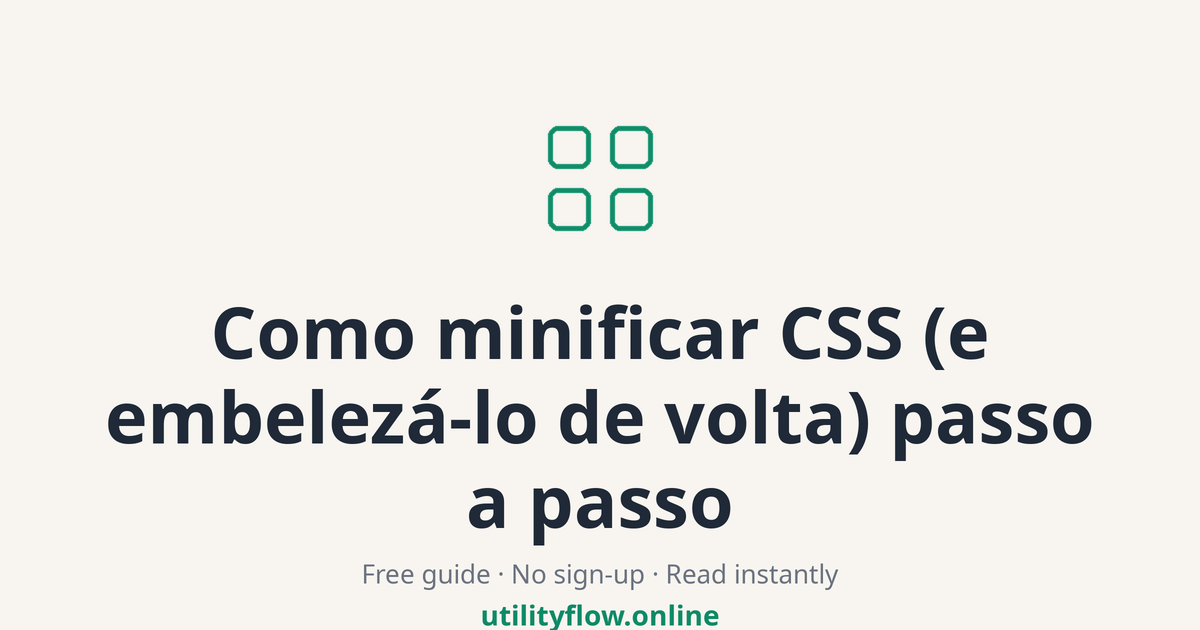 Como minificar CSS (e
embelezá-lo de volta) passo
a passo
Free guide · No sign-up · Read instantly
utilityflow.online